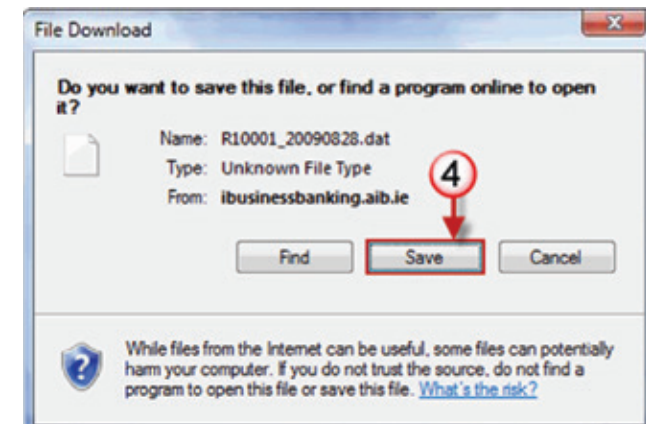 File Download
Do you want to save this file, or find a program online to open
it?
Name: R10001_20090828.dat
Type: Unknown File Type
From: ibusinessbanking.aib.ie
4
Find Save Cancel
While files from the Internet can be useful, some files can potentially
harm your computer. If you do not trust the source, do not find a
program to open this file or save this file. What's the risk?